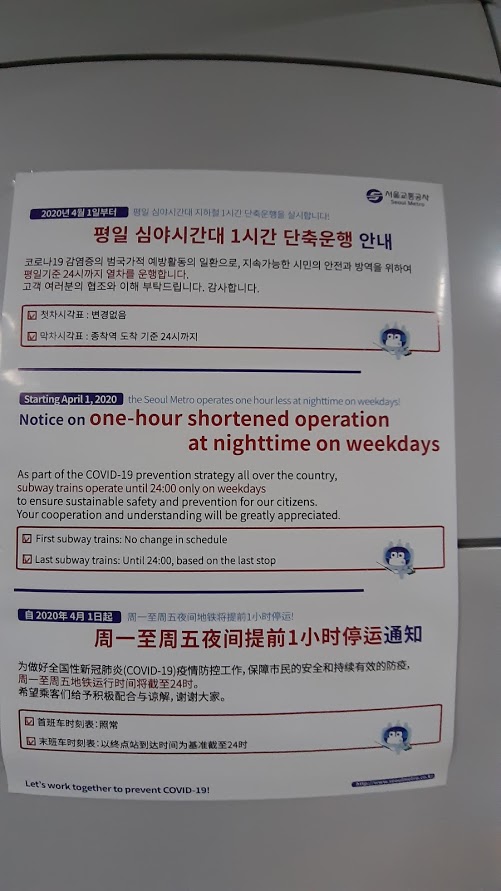 서울교통공사
Seoul Metro
2020년 4월 1일부터 평일 심야시간대 지하철 1시간 단축운행을 실시합니다!
평일 심야시간대 1시간 단축운행 안내
코로나19 감염증의 범국가적 예방활동의 일환으로, 지속가능한 시민의 안전과 방역을 위하여
평일기준 24시까지 열차를 운행합니다.
고객 여러분의 협조와 이해 부탁드립니다. 감사합니다.
첫차시각표 : 변경없음
막차시각표 : 종착역 도착 기준 24시까지
Starting April 1, 2020 the Seoul Metro operates one hour less at nighttime on weekdays!
Notice on one-hour shortened operation
at nighttime on weekdays
As part of the COVID-19 prevention strategy all over the country,
subway trains operate until 24:00 only on weekdays
to ensure sustainable safety and prevention for our citizens.
Your cooperation and understanding will be greatly appreciated.
First subway trains: No change in schedule
Last subway trains: Until 24:00, based on the last stop
自 2020年 4月 1日起 周一至周五夜间地铁将提前1小时停运!
周一至周五夜间提前1小时停运通知
为做好全国性新冠肺炎(COVID-19)疫情防控工作, 保障市民的安全和持续有效的防疫,
周一至周五地铁运行时间将截至24时。
希望乘客们给予积极配合与谅解, 谢谢大家。
首班车时刻表 : 照常
末班车时刻表 : 以终点站到达时间为基准截至24时
Let's work together to prevent COVID-19!
http://www.seoulmetro.co.kr